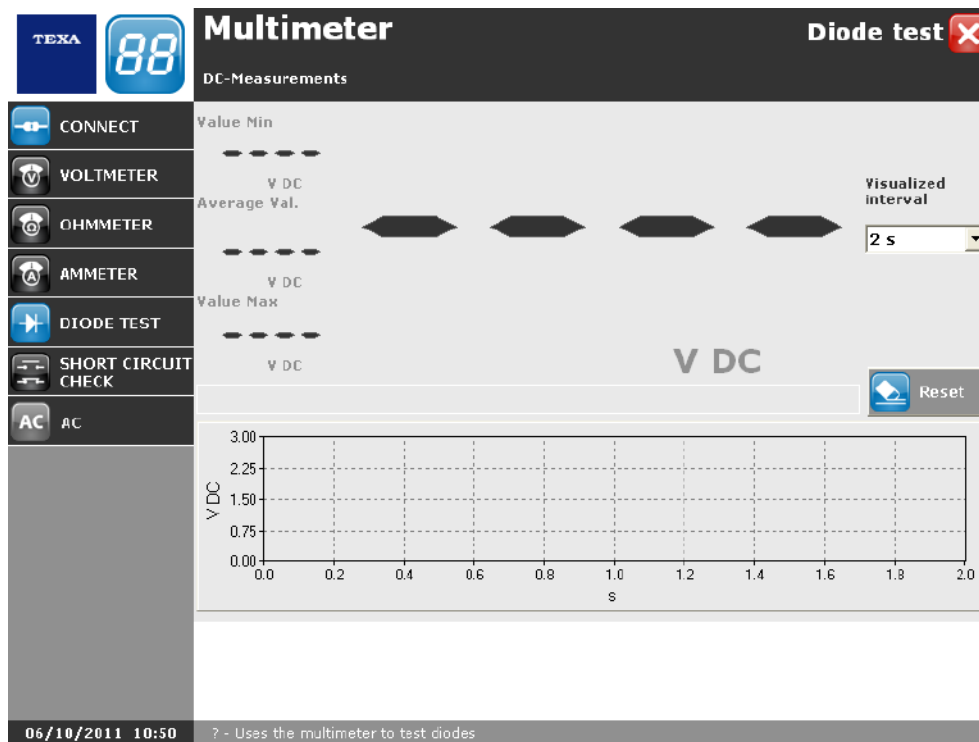 TEXA
88
Multimeter
Diode test
DC-Measurements
CONNECT
VOLTMETER
OHMMETER
AMMETER
DIODE TEST
SHORT CIRCUIT
CHECK
AC AC
Value Min
- - - -
V DC
Average Val.
- - - -
V DC
Value Max
- - - -
V DC
- - - -
V DC
Visualized
interval
2 s
Reset
V DC
3.00
2.25
1.50
0.75
0.00
0.0 0.2 0.4 0.6 0.8 1.0 1.2 1.4 1.6 1.8 2.0
s
06/10/2011 10:50
? - Uses the multimeter to test diodes